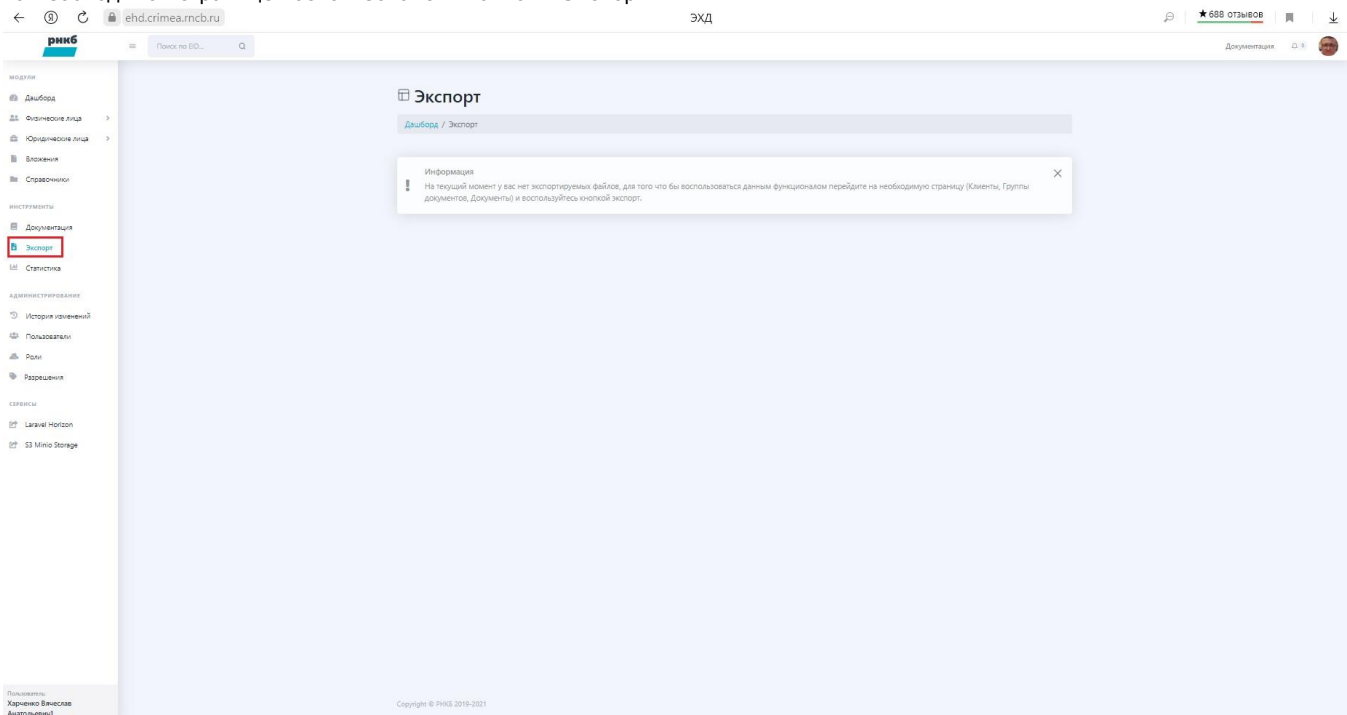 ehd.crimea.rncb.ru
ЭХД
★ 688 отзывов
рнкб
Поиск по EID...
Документация
МОДЕЛИ
Дашборд
Физические лица
Юридические лица
Вложения
Справочники
ИНСТРУМЕНТЫ
Документация
Экспорт
Статистика
АДМИНИСТРИРОВАНИЕ
История изменений
Пользователи
Роли
Разрешения
СЕРВИСЫ
Laravel Horizon
S3 Minio Storage
Экспорт
Дашборд / Экспорт
Информация
На текущий момент у вас нет экспортируемых файлов, для того что бы воспользоваться данным функционалом перейдите на необходимую страницу (Клиенты, Группы
документов, Документы) и воспользуйтесь кнопкой экспорт.
Пользователь:
Харченко Вячеслав
Анатольевич1
Copyright © РНКБ 2019-2021